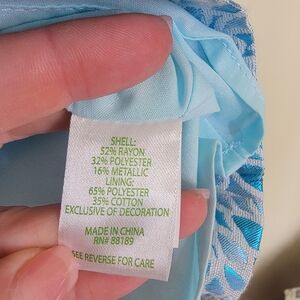 SHELL:
52% RAYON
32% POLYESTER
16% METALLIC
LINING:
65% POLYESTER
35% COTTON
EXCLUSIVE OF DECORATION
MADE IN CHINA
RN# 88189
SEE REVERSE FOR CARE